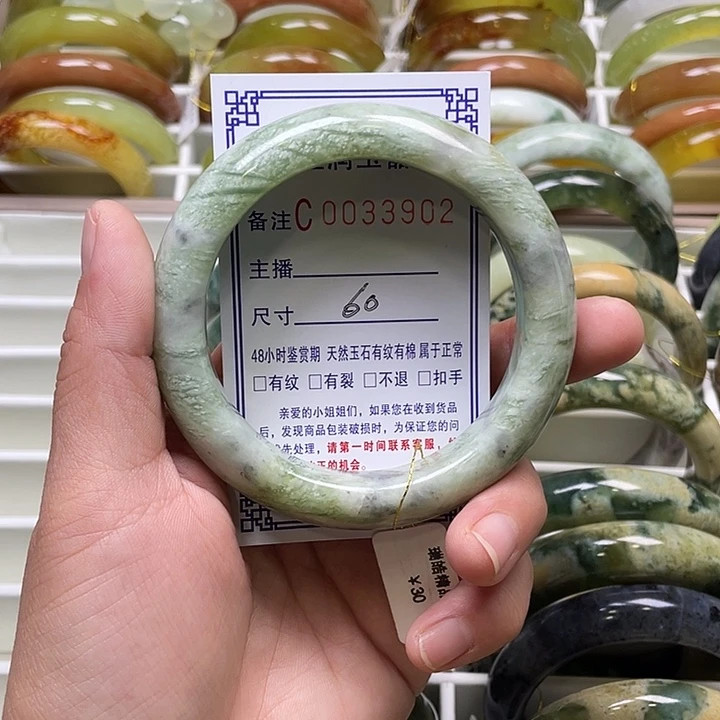 备注C0033902
主播
尺寸 60
48小时鉴赏期 天然玉石有纹有棉 属于正常
□有纹 □有裂 □不退 □扣手
亲爱的小姐姐们，如果您在收到货品
后，发现商品包装破损时，为保证您的问
先处理，请第一时间联系客服，
的机会。